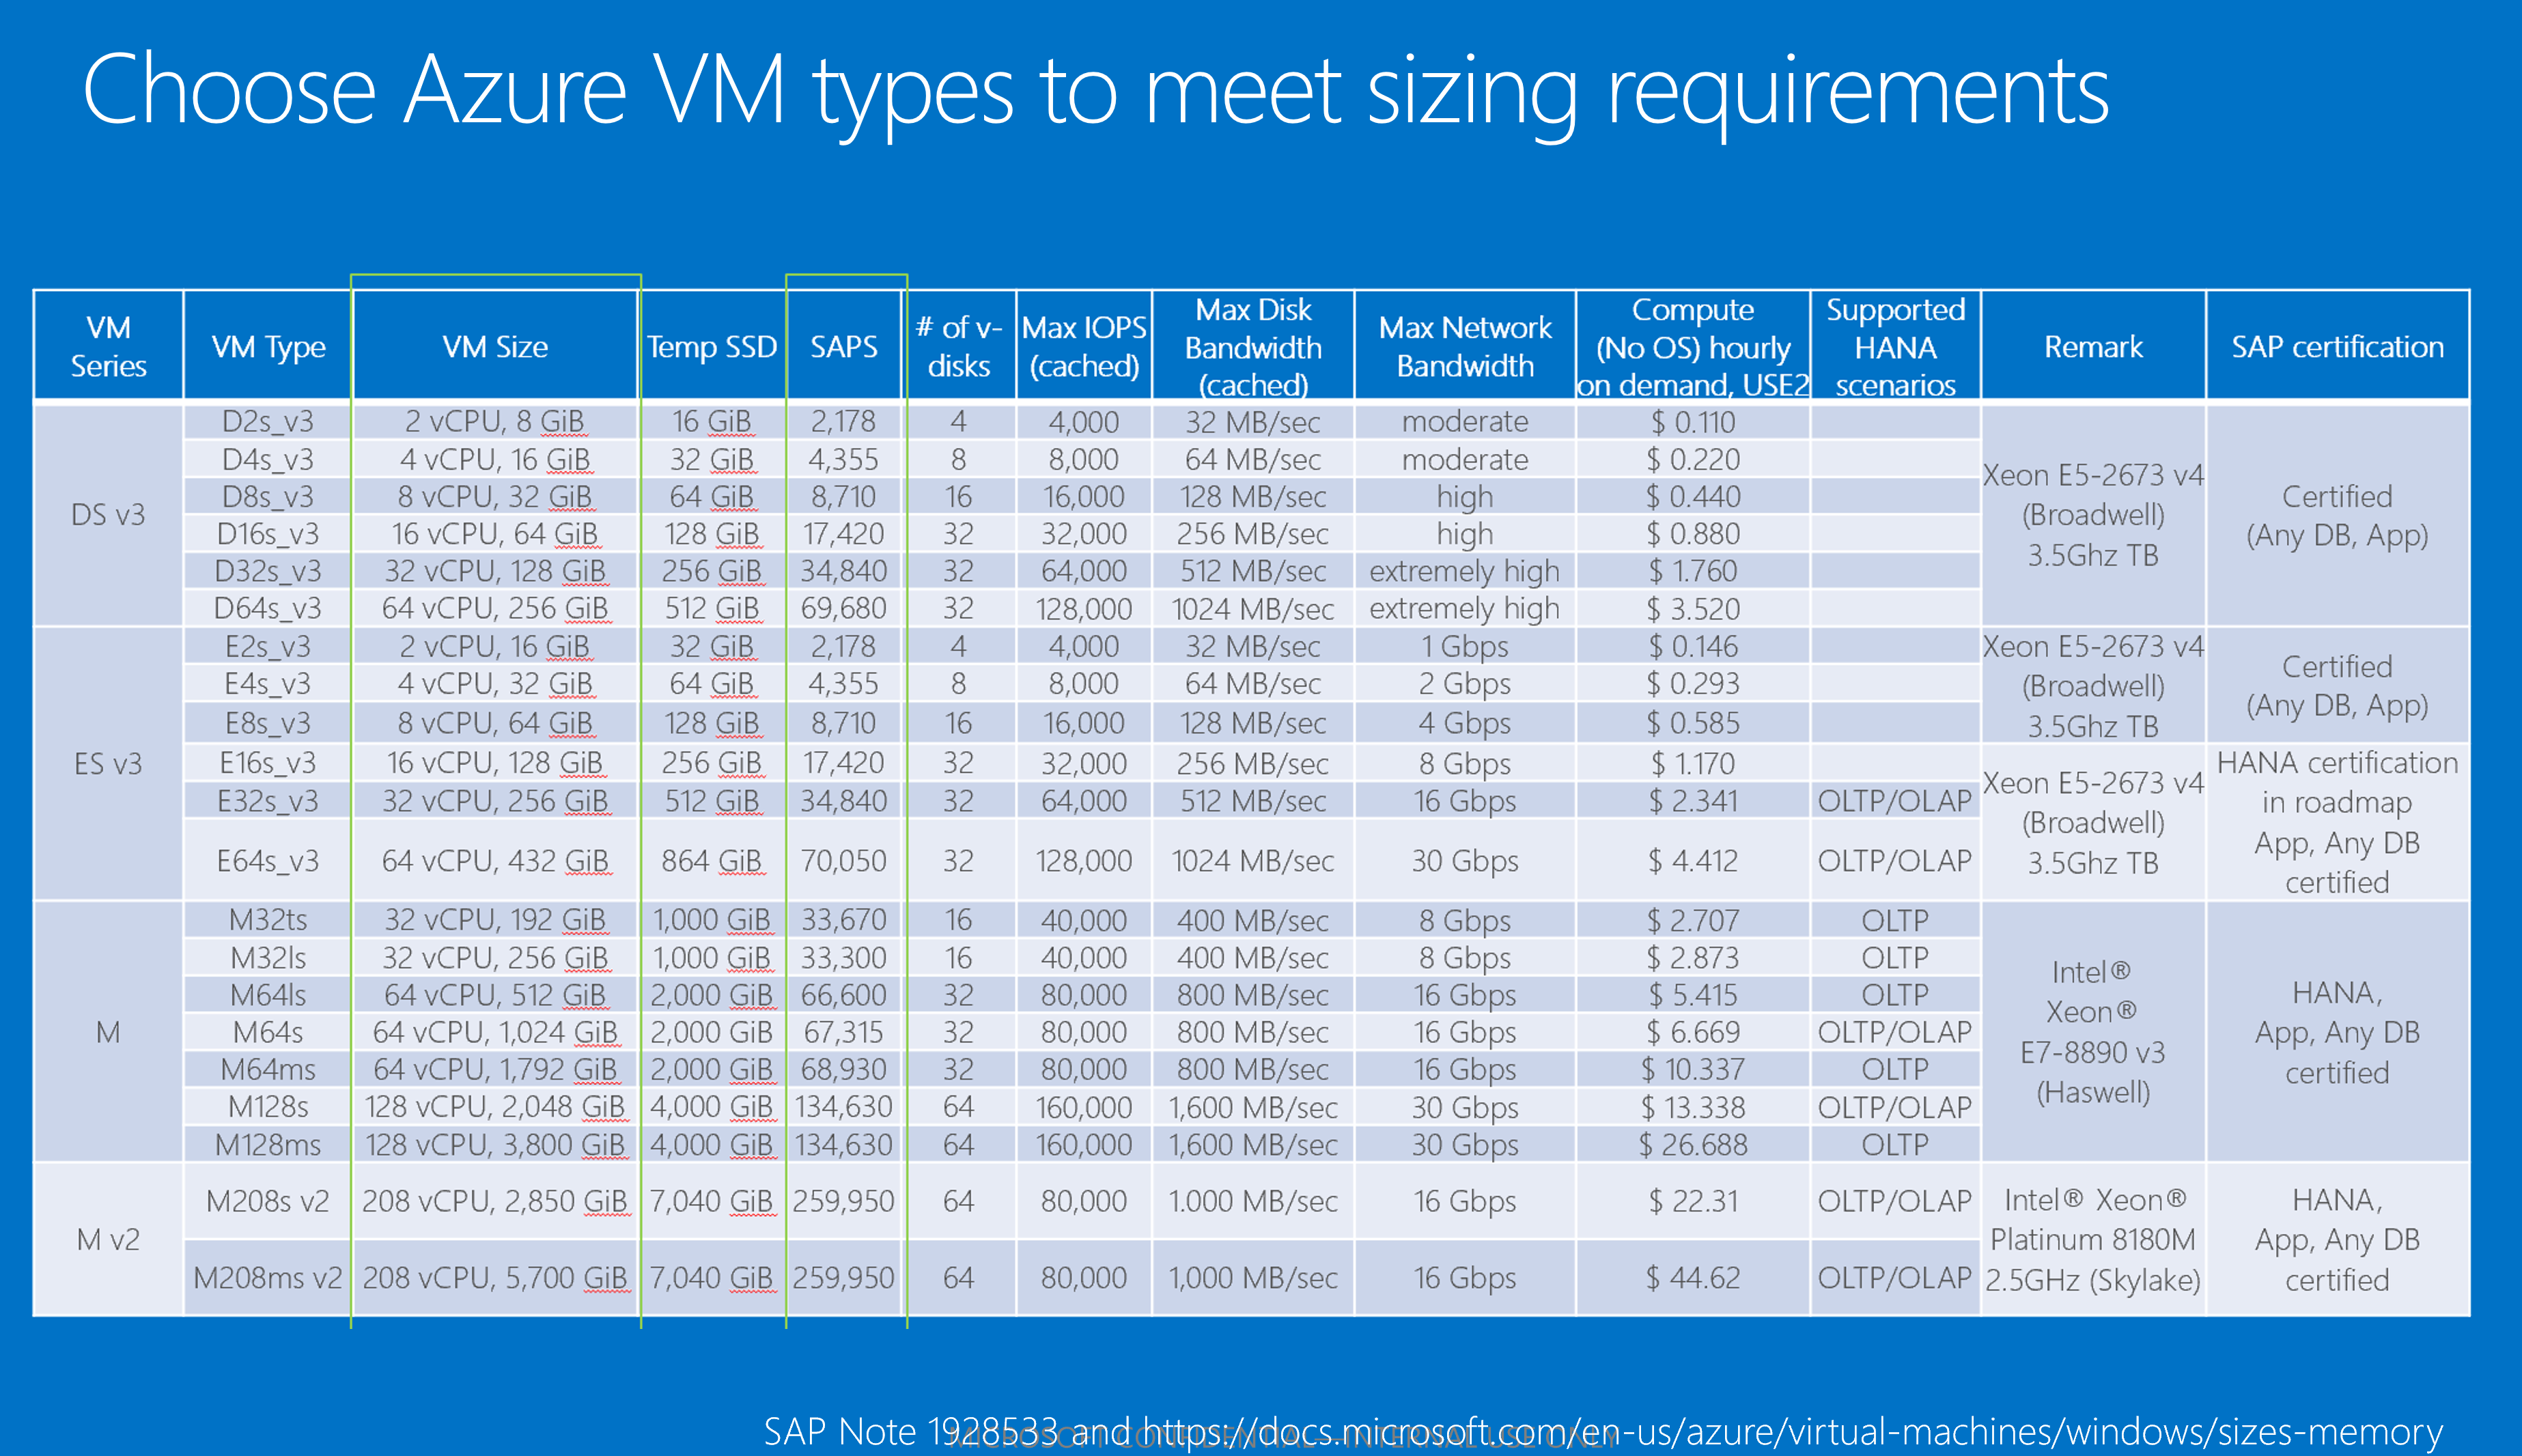 Choose Azure VM types to meet sizing requirements
VM Series | VM Type | VM Size | Temp SSD | SAPS | # of v-disks | Max IOPS (cached) | Max Disk Bandwidth (cached) | Max Network Bandwidth | Compute (No OS) hourly on demand, USE2 | Supported HANA scenarios | Remark | SAP certification
DS v3 | D2s_v3 | 2 vCPU, 8 GiB | 16 GiB | 2,178 | 4 | 4,000 | 32 MB/sec | moderate | $ 0.110 | | Xeon E5-2673 v4 (Broadwell) 3.5Ghz TB | Certified (Any DB, App)
D4s_v3 | 4 vCPU, 16 GiB | 32 GiB | 4,355 | 8 | 8,000 | 64 MB/sec | moderate | $ 0.220
D8s_v3 | 8 vCPU, 32 GiB | 64 GiB | 8,710 | 16 | 16,000 | 128 MB/sec | high | $ 0.440
D16s_v3 | 16 vCPU, 64 GiB | 128 GiB | 17,420 | 32 | 32,000 | 256 MB/sec | high | $ 0.880
D32s_v3 | 32 vCPU, 128 GiB | 256 GiB | 34,840 | 32 | 64,000 | 512 MB/sec | extremely high | $ 1.760
D64s_v3 | 64 vCPU, 256 GiB | 512 GiB | 69,680 | 32 | 128,000 | 1024 MB/sec | extremely high | $ 3.520
ES v3 | E2s_v3 | 2 vCPU, 16 GiB | 32 GiB | 2,178 | 4 | 4,000 | 32 MB/sec | 1 Gbps | $ 0.146 | | Xeon E5-2673 v4 (Broadwell) 3.5Ghz TB | Certified (Any DB, App)
E4s_v3 | 4 vCPU, 32 GiB | 64 GiB | 4,355 | 8 | 8,000 | 64 MB/sec | 2 Gbps | $ 0.293
E8s_v3 | 8 vCPU, 64 GiB | 128 GiB | 8,710 | 16 | 16,000 | 128 MB/sec | 4 Gbps | $ 0.585
E16s_v3 | 16 vCPU, 128 GiB | 256 GiB | 17,420 | 32 | 32,000 | 256 MB/sec | 8 Gbps | $ 1.170 | | Xeon E5-2673 v4 (Broadwell) 3.5Ghz TB | HANA certification in roadmap App, Any DB certified
E32s_v3 | 32 vCPU, 256 GiB | 512 GiB | 34,840 | 32 | 64,000 | 512 MB/sec | 16 Gbps | $ 2.341 | OLTP/OLAP
E64s_v3 | 64 vCPU, 432 GiB | 864 GiB | 70,050 | 32 | 128,000 | 1024 MB/sec | 30 Gbps | $ 4.412 | OLTP/OLAP
M | M32ts | 32 vCPU, 192 GiB | 1,000 GiB | 33,670 | 16 | 40,000 | 400 MB/sec | 8 Gbps | $ 2.707 | OLTP | Intel® Xeon® E7-8890 v3 (Haswell) | HANA, App, Any DB certified
M32ls | 32 vCPU, 256 GiB | 1,000 GiB | 33,300 | 16 | 40,000 | 400 MB/sec | 8 Gbps | $ 2.873 | OLTP
M64ls | 64 vCPU, 512 GiB | 2,000 GiB | 66,600 | 32 | 80,000 | 800 MB/sec | 16 Gbps | $ 5.415 | OLTP
M64s | 64 vCPU, 1,024 GiB | 2,000 GiB | 67,315 | 32 | 80,000 | 800 MB/sec | 16 Gbps | $ 6.669 | OLTP/OLAP
M64ms | 64 vCPU, 1,792 GiB | 2,000 GiB | 68,930 | 32 | 80,000 | 800 MB/sec | 16 Gbps | $ 10.337 | OLTP
M128s | 128 vCPU, 2,048 GiB | 4,000 GiB | 134,630 | 64 | 160,000 | 1,600 MB/sec | 30 Gbps | $ 13.338 | OLTP/OLAP
M128ms | 128 vCPU, 3,800 GiB | 4,000 GiB | 134,630 | 64 | 160,000 | 1,600 MB/sec | 30 Gbps | $ 26.688 | OLTP
M v2 | M208s v2 | 208 vCPU, 2,850 GiB | 7,040 GiB | 259,950 | 64 | 80,000 | 1.000 MB/sec | 16 Gbps | $ 22.31 | OLTP/OLAP | Intel® Xeon® Platinum 8180M 2.5GHz (Skylake) | HANA, App, Any DB certified
M208ms v2 | 208 vCPU, 5,700 GiB | 7,040 GiB | 259,950 | 64 | 80,000 | 1,000 MB/sec | 16 Gbps | $ 44.62 | OLTP/OLAP
SAP Note 1928533 and https://docs.microsoft.com/en-us/azure/virtual-machines/windows/sizes-memory
MICROSOFT CONFIDENTIAL – INTERNAL USE ONLY